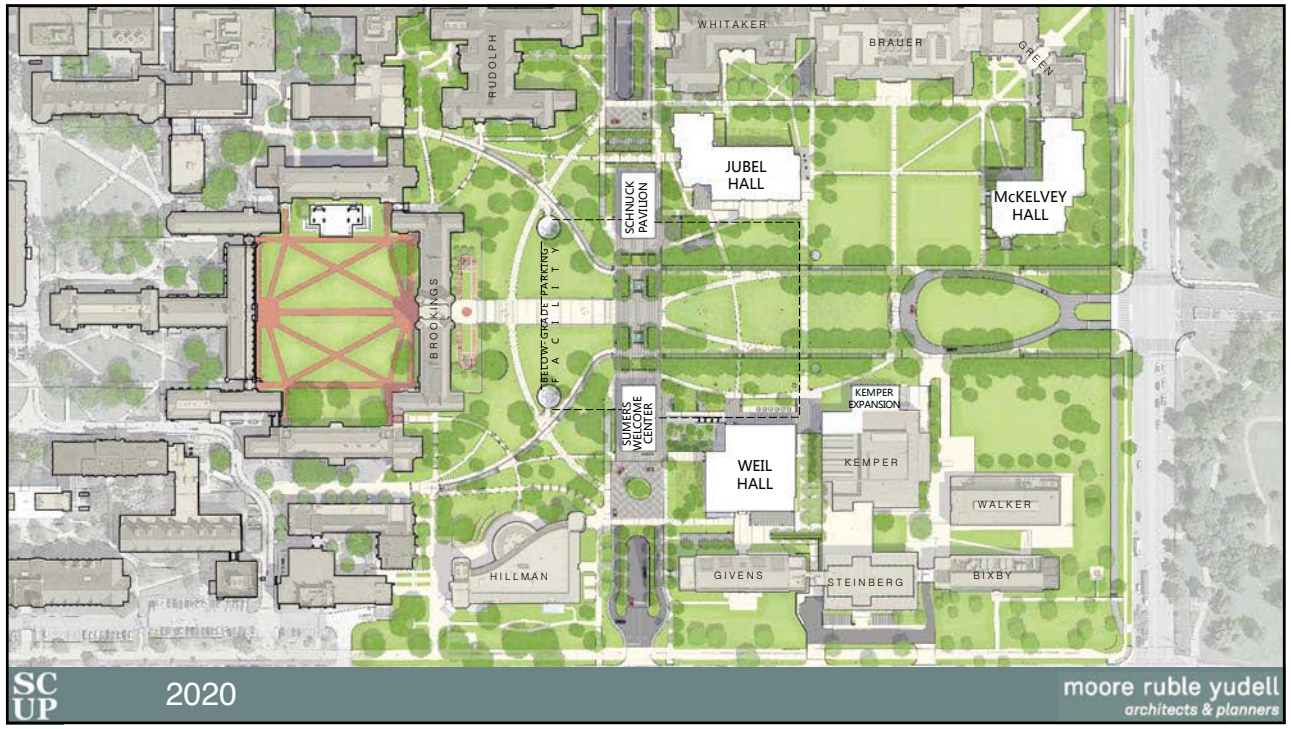 WHITAKER
BRAUER
GREEN
RUDOLPH
JUBEL
HALL
McKELVEY
HALL
SCHNUCK
PAVILION
BELOW-GRADE PARKING
FACILITY
BROOKINGS
SUMERS
WELCOME
CENTER
KEMPER
EXPANSION
WEIL
HALL
KEMPER
WALKER
HILLMAN
GIVENS
STEINBERG
BIXBY
SC
UP
2020
moore ruble yudell
architects & planners